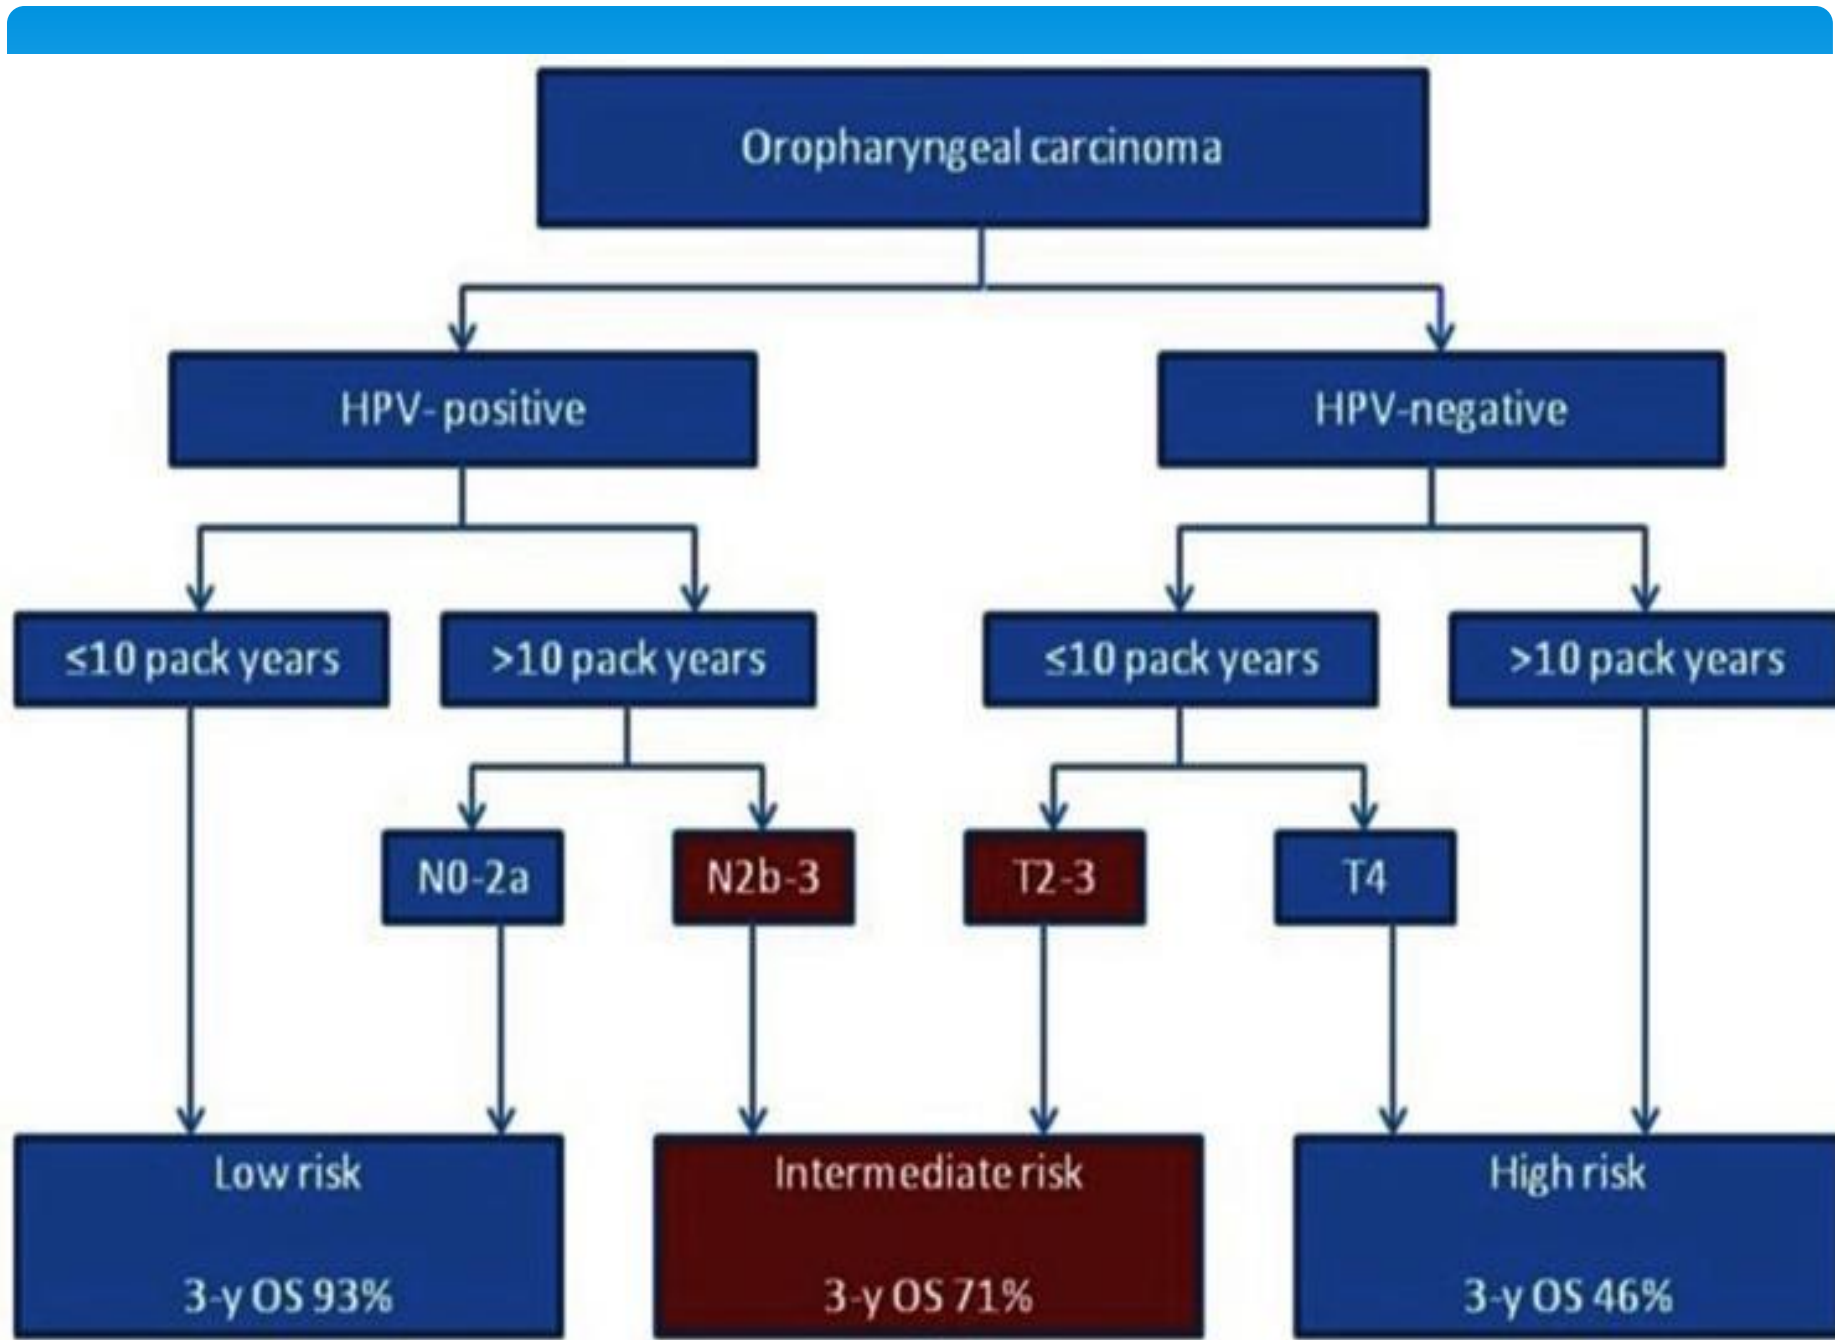 Oropharyngeal carcinoma
HPV-positive
HPV-negative
≤10 pack years
>10 pack years
≤10 pack years
>10 pack years
N0-2a
N2b-3
T2-3
T4
Low risk
3-y OS 93%
Intermediate risk
3-y OS 71%
High risk
3-y OS 46%